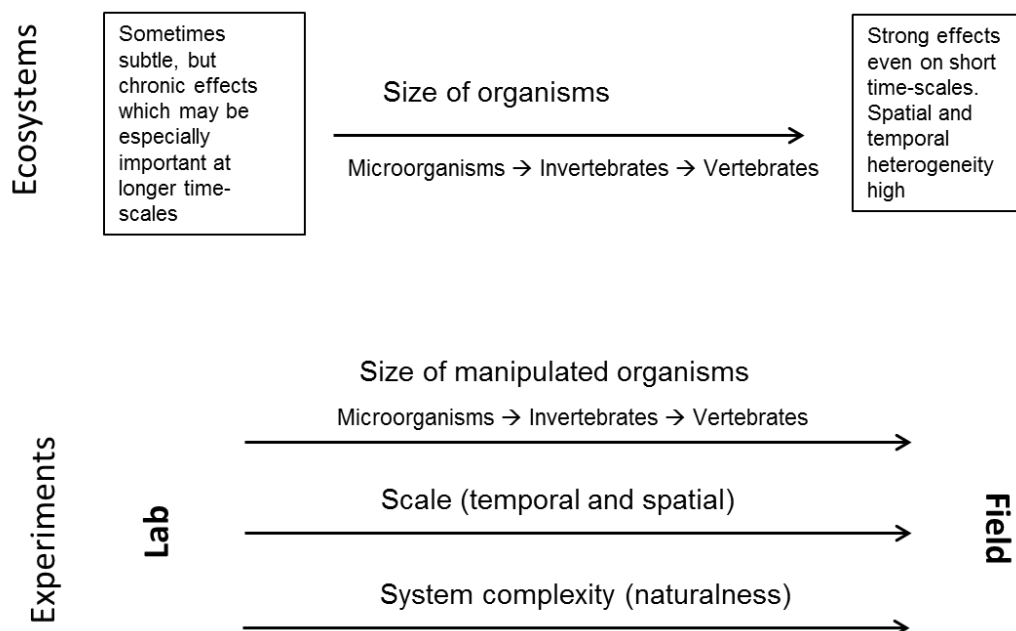 Ecosystems
Sometimes
subtle, but
chronic effects
which may be
especially
important at
longer time-
scales
Size of organisms
Microorganisms → Invertebrates → Vertebrates
Strong effects
even on short
time-scales.
Spatial and
temporal
heterogeneity
high
Experiments
Lab
Size of manipulated organisms
Microorganisms → Invertebrates → Vertebrates
Scale (temporal and spatial)
System complexity (naturalness)
Field